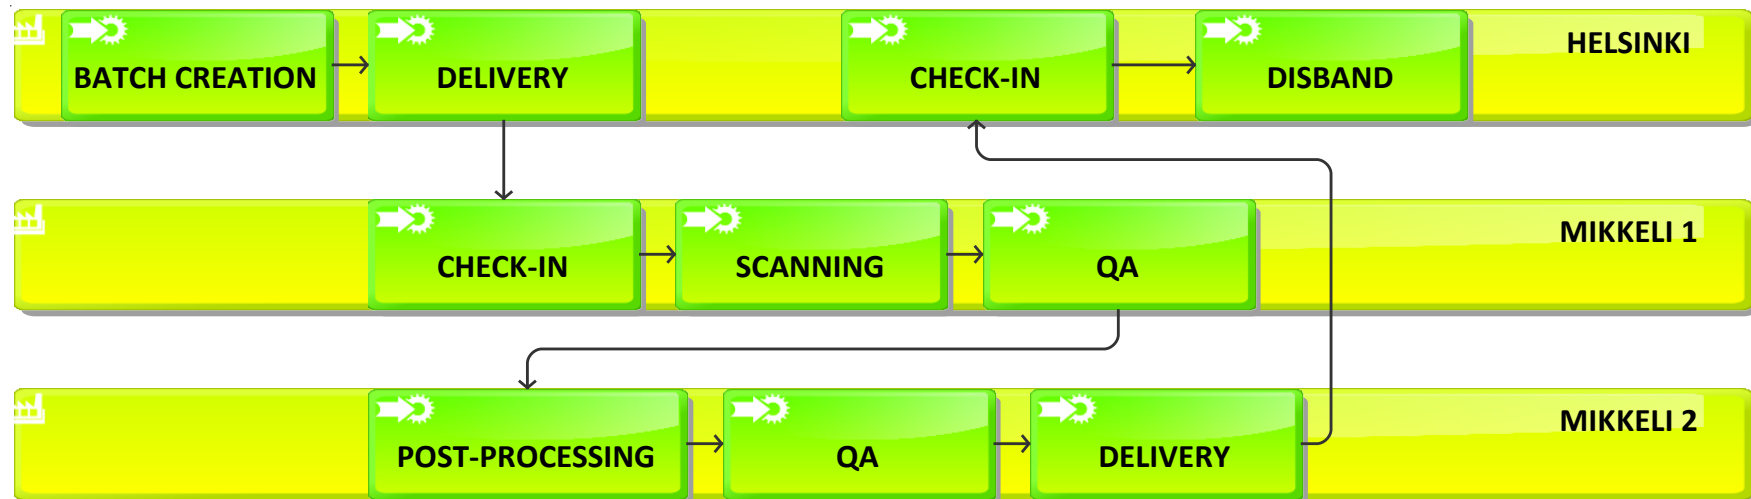 BATCH CREATION
DELIVERY
CHECK-IN
DISBAND
HELSINKI
CHECK-IN
SCANNING
QA
MIKKELI 1
POST-PROCESSING
QA
DELIVERY
MIKKELI 2